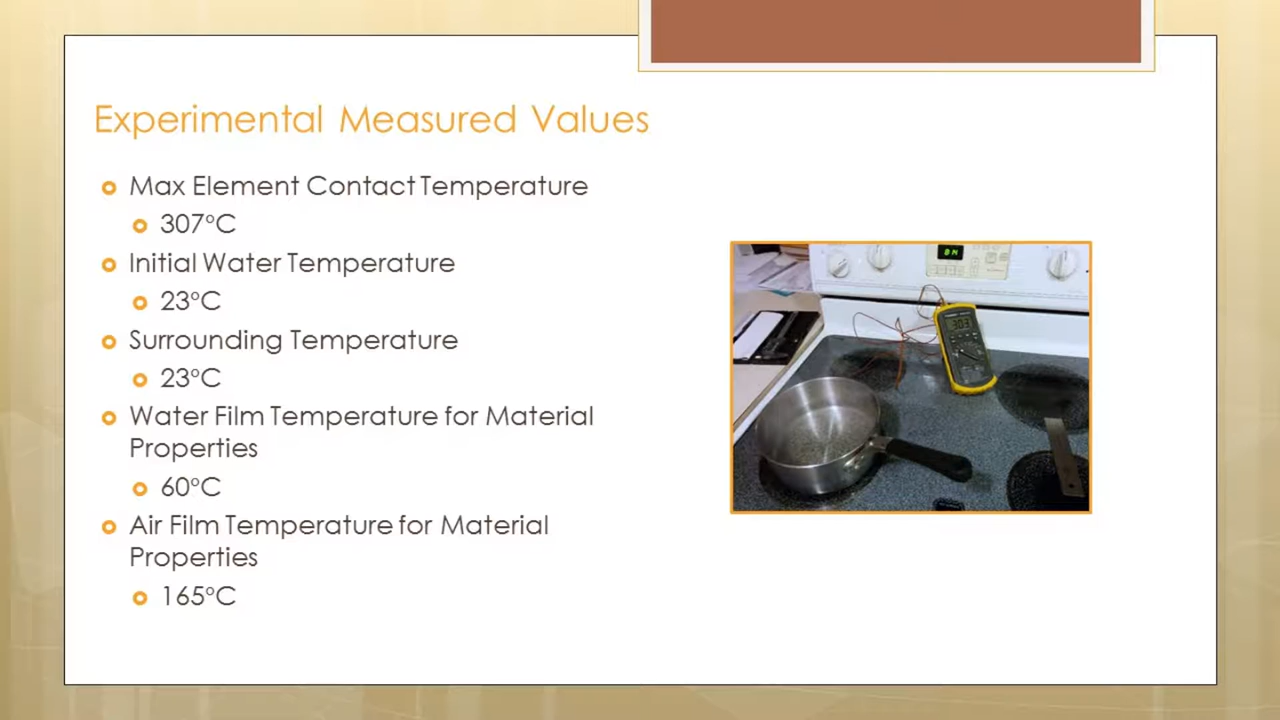 Experimental Measured Values
Max Element Contact Temperature
307°C
Initial Water Temperature
23°C
Surrounding Temperature
23°C
Water Film Temperature for Material
Properties
60°C
Air Film Temperature for Material
Properties
165°C
303